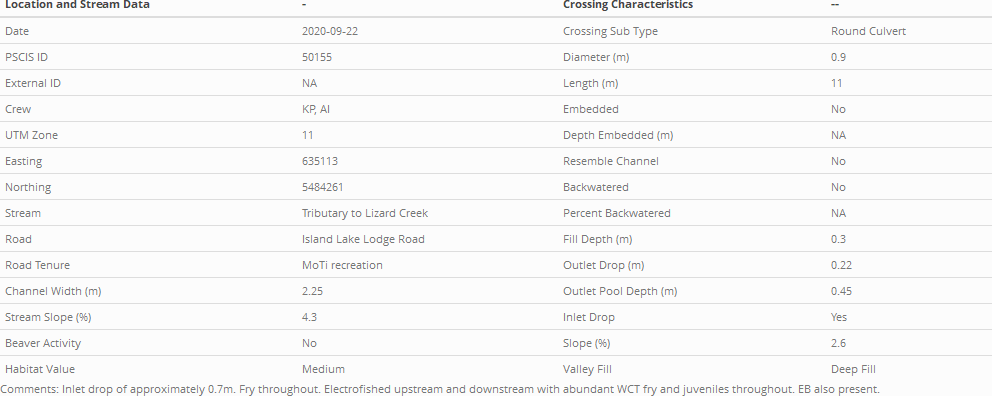 Location and Stream Data - Crossing Characteristics --
Date 2020-09-22 Crossing Sub Type Round Culvert
PSCIS ID 50155 Diameter (m) 0.9
External ID NA Length (m) 11
Crew KP, AI Embedded No
UTM Zone 11 Depth Embedded (m) NA
Easting 635113 Resemble Channel No
Northing 5484261 Backwatered No
Stream Tributary to Lizard Creek Percent Backwatered NA
Road Island Lake Lodge Road Fill Depth (m) 0.3
Road Tenure MoTi recreation Outlet Drop (m) 0.22
Channel Width (m) 2.25 Outlet Pool Depth (m) 0.45
Stream Slope (%) 4.3 Inlet Drop Yes
Beaver Activity No Slope (%) 2.6
Habitat Value Medium Valley Fill Deep Fill
Comments: Inlet drop of approximately 0.7m. Fry throughout. Electrofished upstream and downstream with abundant WCT fry and juveniles throughout. EB also present.